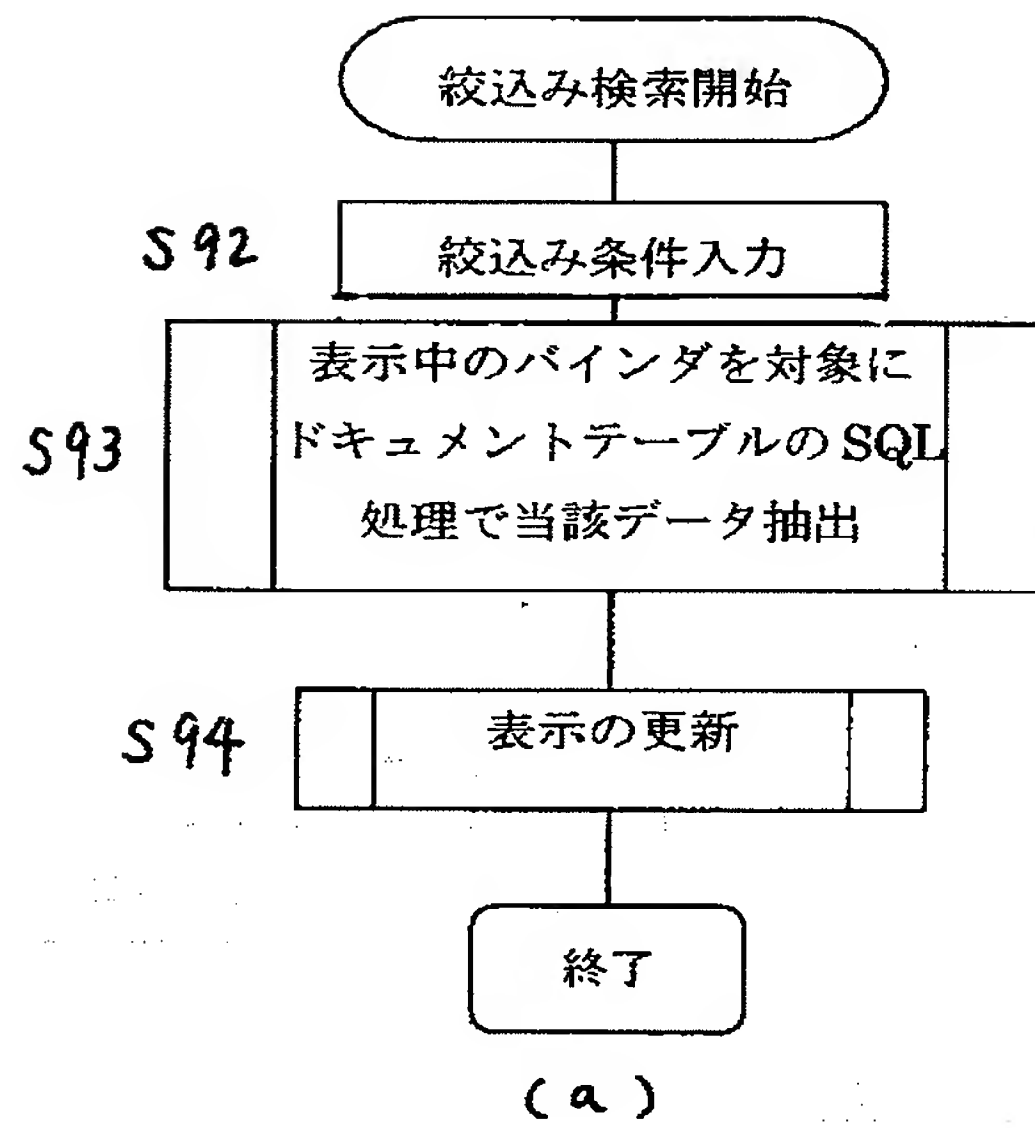 絞込み検索開始
S92
絞込み条件入力
S93
表示中のバインダを対象に
ドキュメントテーブルのSQL
処理で当該データ抽出
S94
表示の更新
終了
(a)